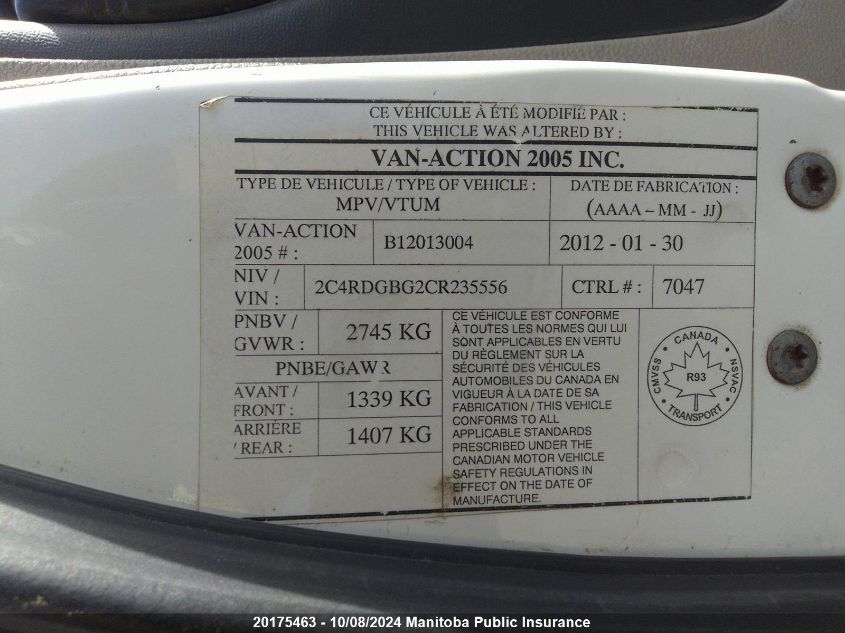 CE VÉHICULE À ÉTÉ MODIFIÉ PAR :
THIS VEHICLE WAS ALTERED BY :
VAN-ACTION 2005 INC.
TYPE DE VEHICULE / TYPE OF VEHICLE :
MPV/VTUM
DATE DE FABRICATION :
(AAAA – MM - JJ)
VAN-ACTION
2005 # :
B12013004
2012 - 01 - 30
NIV /
VIN :
2C4RDGBG2CR235556
CTRL # :
7047
PNBV /
GVWR :
2745 KG
PNBE/GAWR
AVANT /
FRONT :
1339 KG
ARRIÈRE
/ REAR :
1407 KG
CE VÉHICULE EST CONFORME
À TOUTES LES NORMES QUI LUI
SONT APPLICABLES EN VERTU
DU RÈGLEMENT SUR LA
SÉCURITÉ DES VÉHICULES
AUTOMOBILES DU CANADA EN
VIGUEUR À LA DATE DE SA
FABRICATION / THIS VEHICLE
CONFORMS TO ALL
APPLICABLE STANDARDS
PRESCRIBED UNDER THE
CANADIAN MOTOR VEHICLE
SAFETY REGULATIONS IN
EFFECT ON THE DATE OF
MANUFACTURE.
CANADA
CMVSS
NSVAC
R93
TRANSPORT
20175463 - 10/08/2024 Manitoba Public Insurance